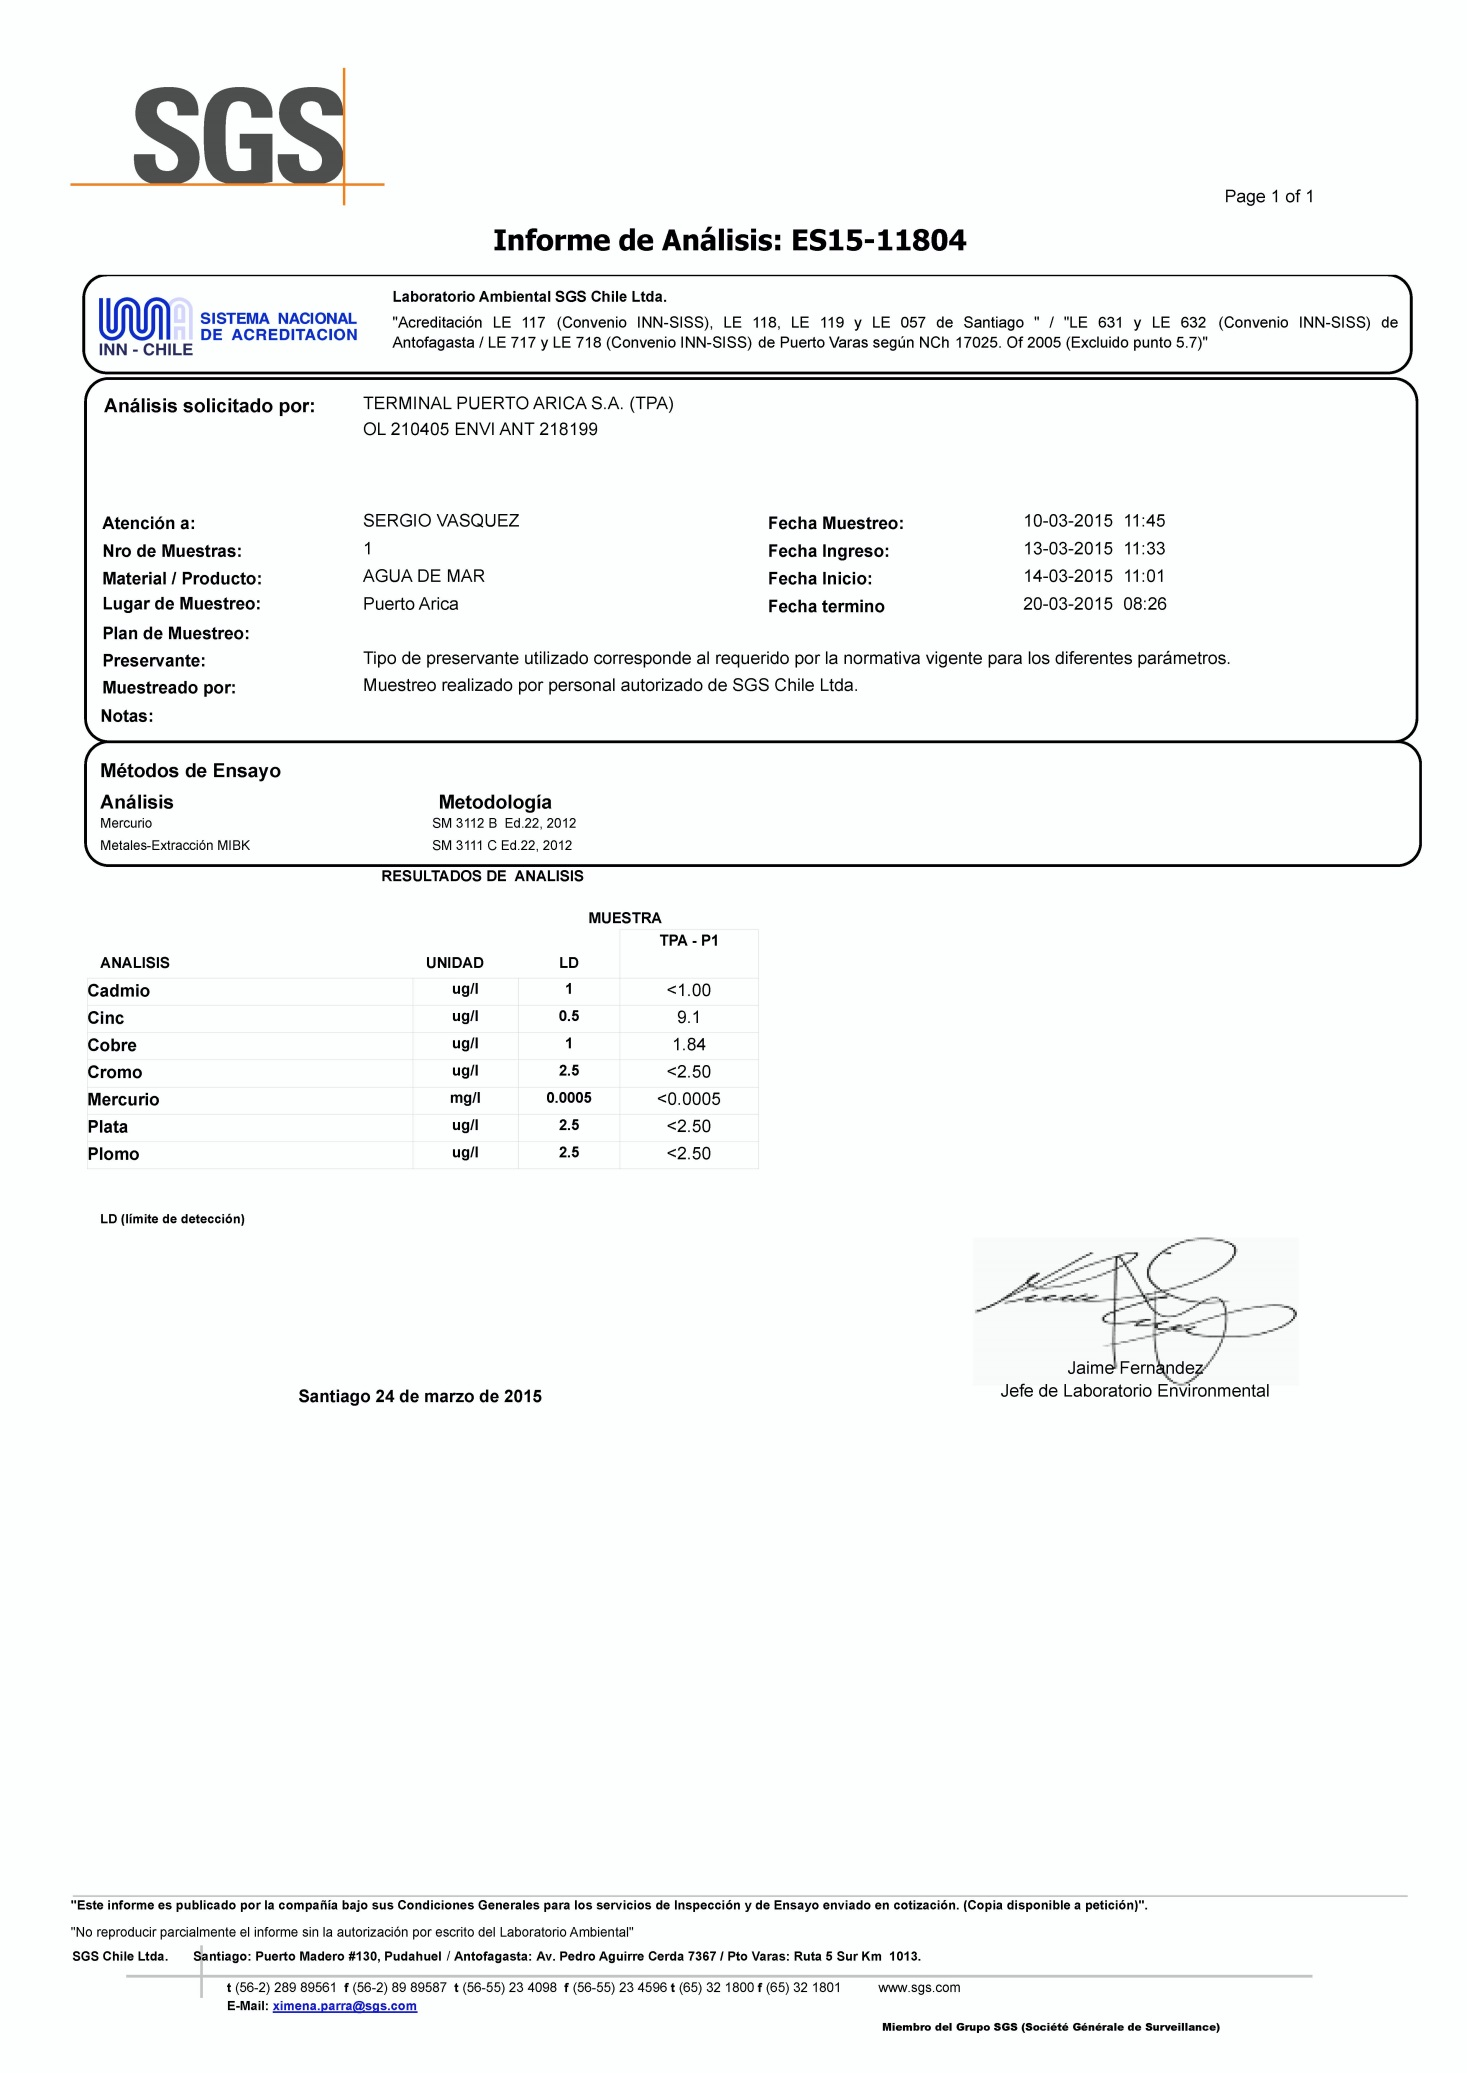 SGS
Page 1 of 1
Informe de Análisis: ES15-11804
INN - CHILE
SISTEMA NACIONAL
DE ACREDITACION
Laboratorio Ambiental SGS Chile Ltda.
"Acreditación LE 117 (Convenio INN-SISS), LE 118, LE 119 y LE 057 de Santiago " / "LE 631 y LE 632 (Convenio INN-SISS) de
Antofagasta / LE 717 y LE 718 (Convenio INN-SISS) de Puerto Varas según NCh 17025. Of 2005 (Excluido punto 5.7)"
Análisis solicitado por: TERMINAL PUERTO ARICA S.A. (TPA)
OL 210405 ENVI ANT 218199
Atención a: SERGIO VASQUEZ Fecha Muestreo: 10-03-2015 11:45
Nro de Muestras: 1 Fecha Ingreso: 13-03-2015 11:33
Material / Producto: AGUA DE MAR Fecha Inicio: 14-03-2015 11:01
Lugar de Muestreo: Puerto Arica Fecha termino 20-03-2015 08:26
Plan de Muestreo:
Preservante: Tipo de preservante utilizado corresponde al requerido por la normativa vigente para los diferentes parámetros.
Muestreado por: Muestreo realizado por personal autorizado de SGS Chile Ltda.
Notas:
Métodos de Ensayo
Análisis Metodología
Mercurio SM 3112 B Ed.22, 2012
Metales-Extracción MIBK SM 3111 C Ed.22, 2012
RESULTADOS DE ANALISIS
MUESTRA
TPA - P1
ANALISIS UNIDAD LD
Cadmio ug/l 1 <1.00
Cinc ug/l 0.5 9.1
Cobre ug/l 1 1.84
Cromo ug/l 2.5 <2.50
Mercurio mg/l 0.0005 <0.0005
Plata ug/l 2.5 <2.50
Plomo ug/l 2.5 <2.50
LD (límite de detección)
Jaime Fernandez
Jefe de Laboratorio Environmental
Santiago 24 de marzo de 2015
"Este informe es publicado por la compañía bajo sus Condiciones Generales para los servicios de Inspección y de Ensayo enviado en cotización. (Copia disponible a petición)".
"No reproducir parcialmente el informe sin la autorización por escrito del Laboratorio Ambiental"
SGS Chile Ltda. Santiago: Puerto Madero #130, Pudahuel / Antofagasta: Av. Pedro Aguirre Cerda 7367 / Pto Varas: Ruta 5 Sur Km 1013.
t (56-2) 289 89561 f (56-2) 89 89587 t (56-55) 23 4098 f (56-55) 23 4596 t (65) 32 1800 f (65) 32 1801 www.sgs.com
E-Mail: ximena.parra@sgs.com
Miembro del Grupo SGS (Société Générale de Surveillance)